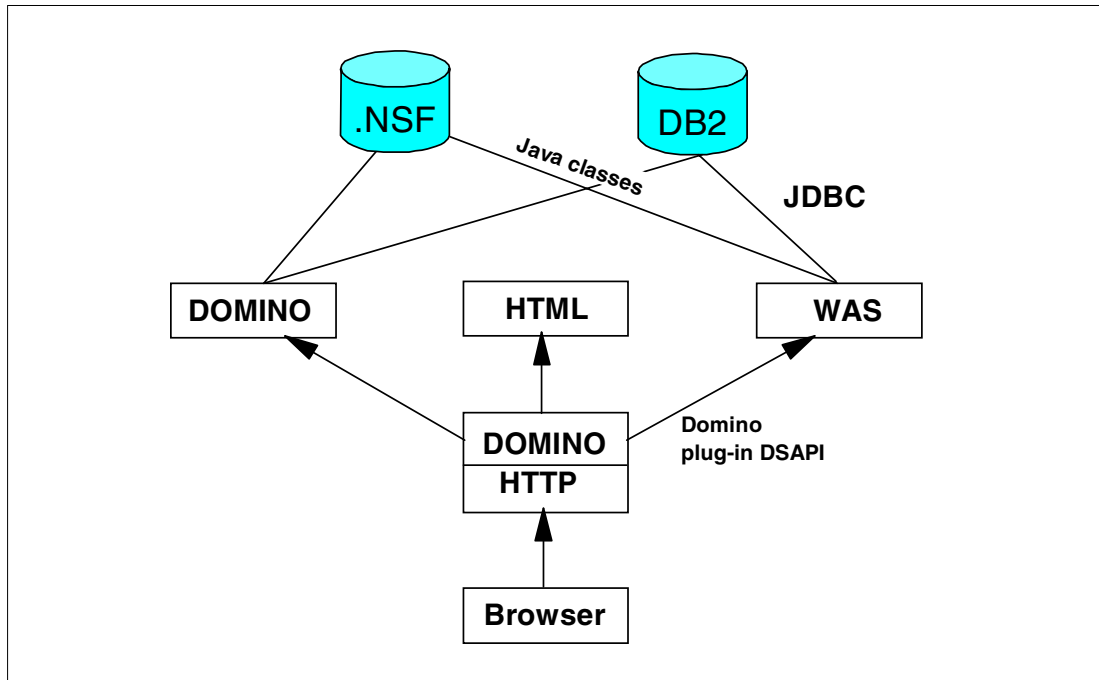 .NSF
DB2
Java classes
JDBC
DOMINO
HTML
WAS
DOMINO
HTTP
Domino
plug-in DSAPI
Browser